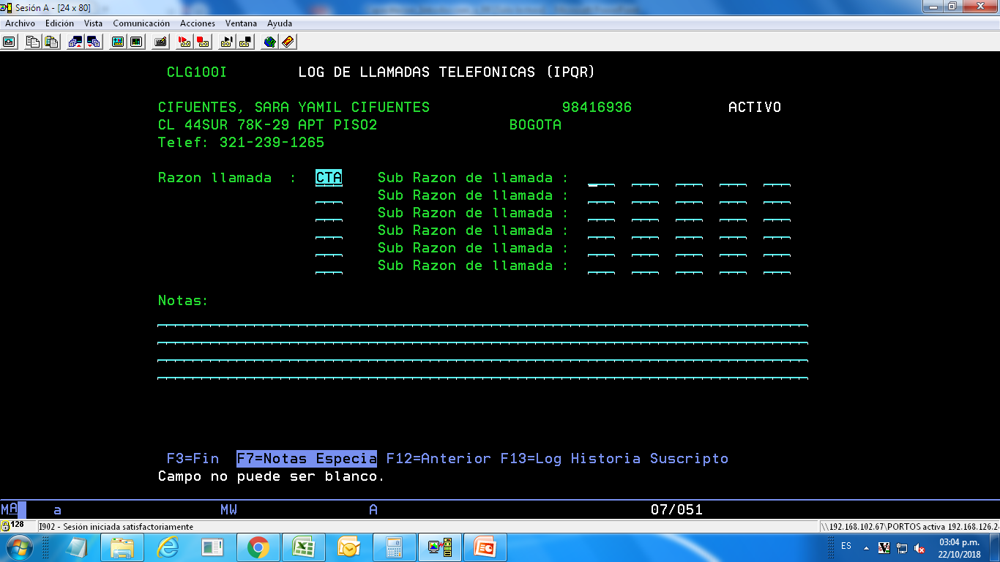 Sesión A - [24 x 80]
Archivo Edición Vista Comunicación Acciones Ventana Ayuda
CLG100I LOG DE LLAMADAS TELEFONICAS (IPQR)
CIFUENTES, SARA YAMIL CIFUENTES 98416936 ACTIVO
CL 44SUR 78K-29 APT PISO2 BOGOTA
Telef: 321-239-1265
Razon llamada : CTA Sub Razon de llamada :
Sub Razon de llamada :
Sub Razon de llamada :
Sub Razon de llamada :
Sub Razon de llamada :
Sub Razon de llamada :
Notas:
F3=Fin F7=Notas Especia F12=Anterior F13=Log Historia Suscripto
Campo no puede ser blanco.
MA a MW A 07/051
128 I902 - Sesión iniciada satisfactoriamente \\192.168.102.67\PORTOS activa 192.168.126.2
ES 03:04 p.m.
22/10/2018